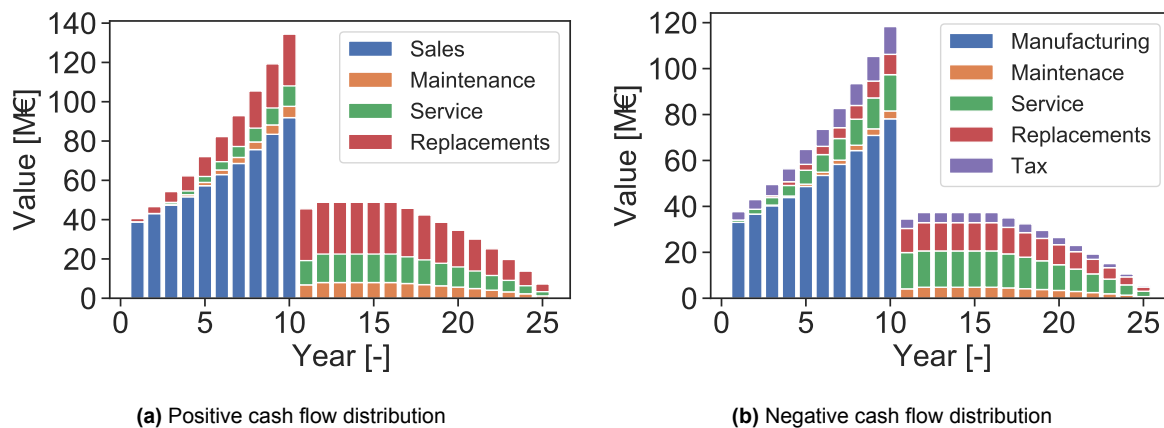 140
120
100
80
60
40
20
0
Value [M€]
Sales
Maintenance
Service
Replacements
0 5 10 15 20 25
Year [-]
(a) Positive cash flow distribution
120
100
80
60
40
20
0
Value [M€]
Manufacturing
Maintenace
Service
Replacements
Tax
0 5 10 15 20 25
Year [-]
(b) Negative cash flow distribution